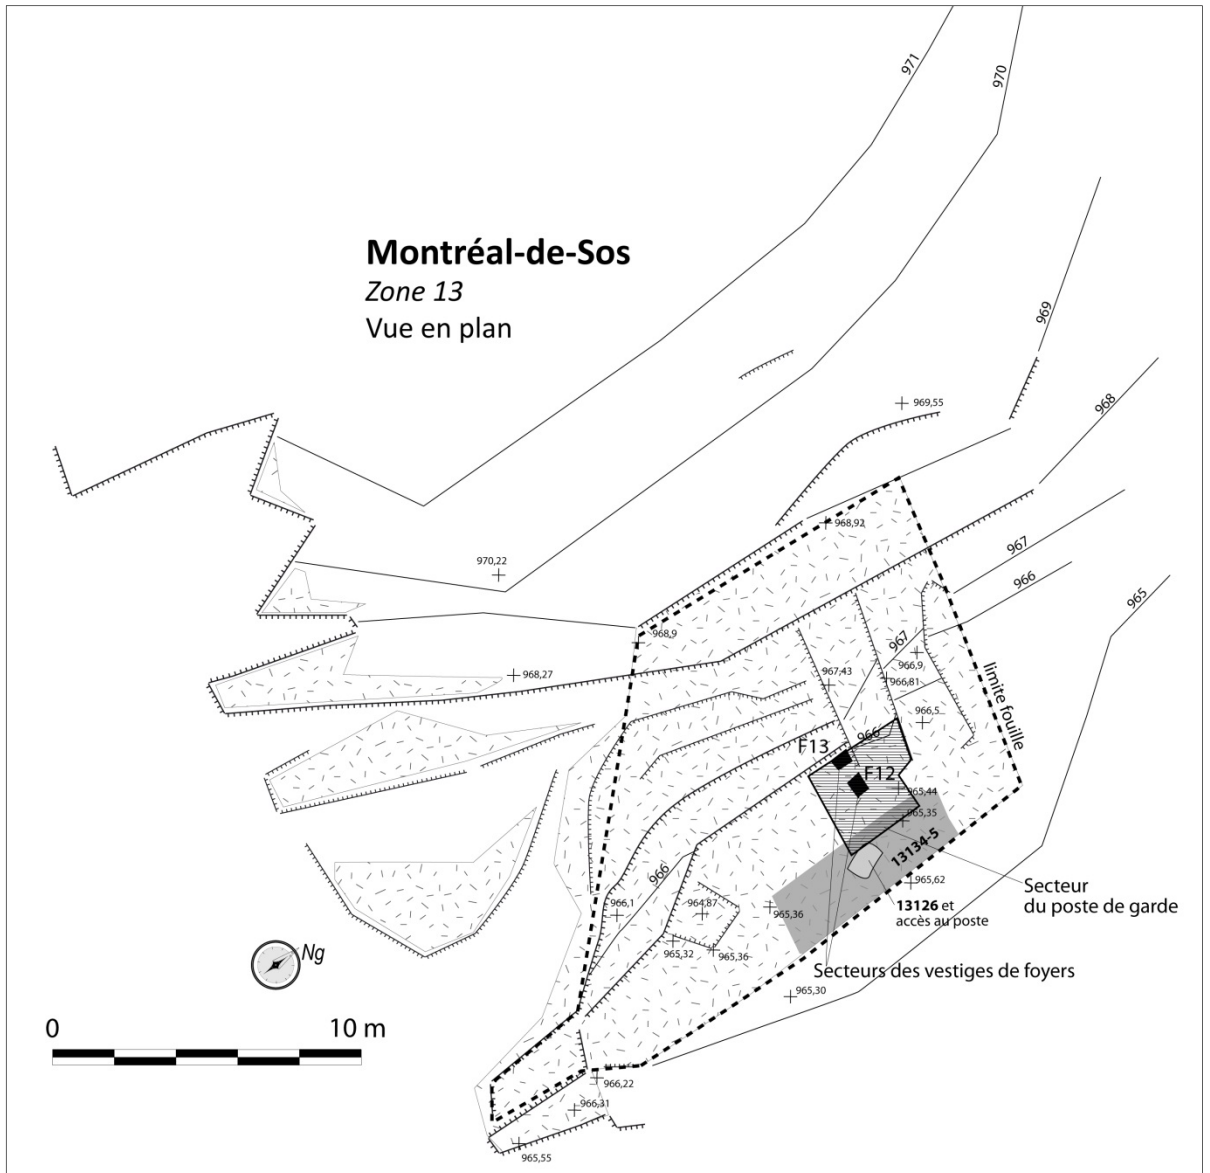 971
970
Montréal-de-Sos
Zone 13
Vue en plan
969
969,55
968
968,92
970,22
967
966
965
968,9
967
966,9
968,27
967,43
966,81
limite fouille
966,5
966
F13
F12
965,44
965,35
13134-5
966
965,62
Secteur
du poste de garde
964,87
13126 et
accès au poste
966,1
965,36
965,32
965,36
Ng
Secteurs des vestiges de foyers
965,30
0
10 m
966,22
966,31
965,55